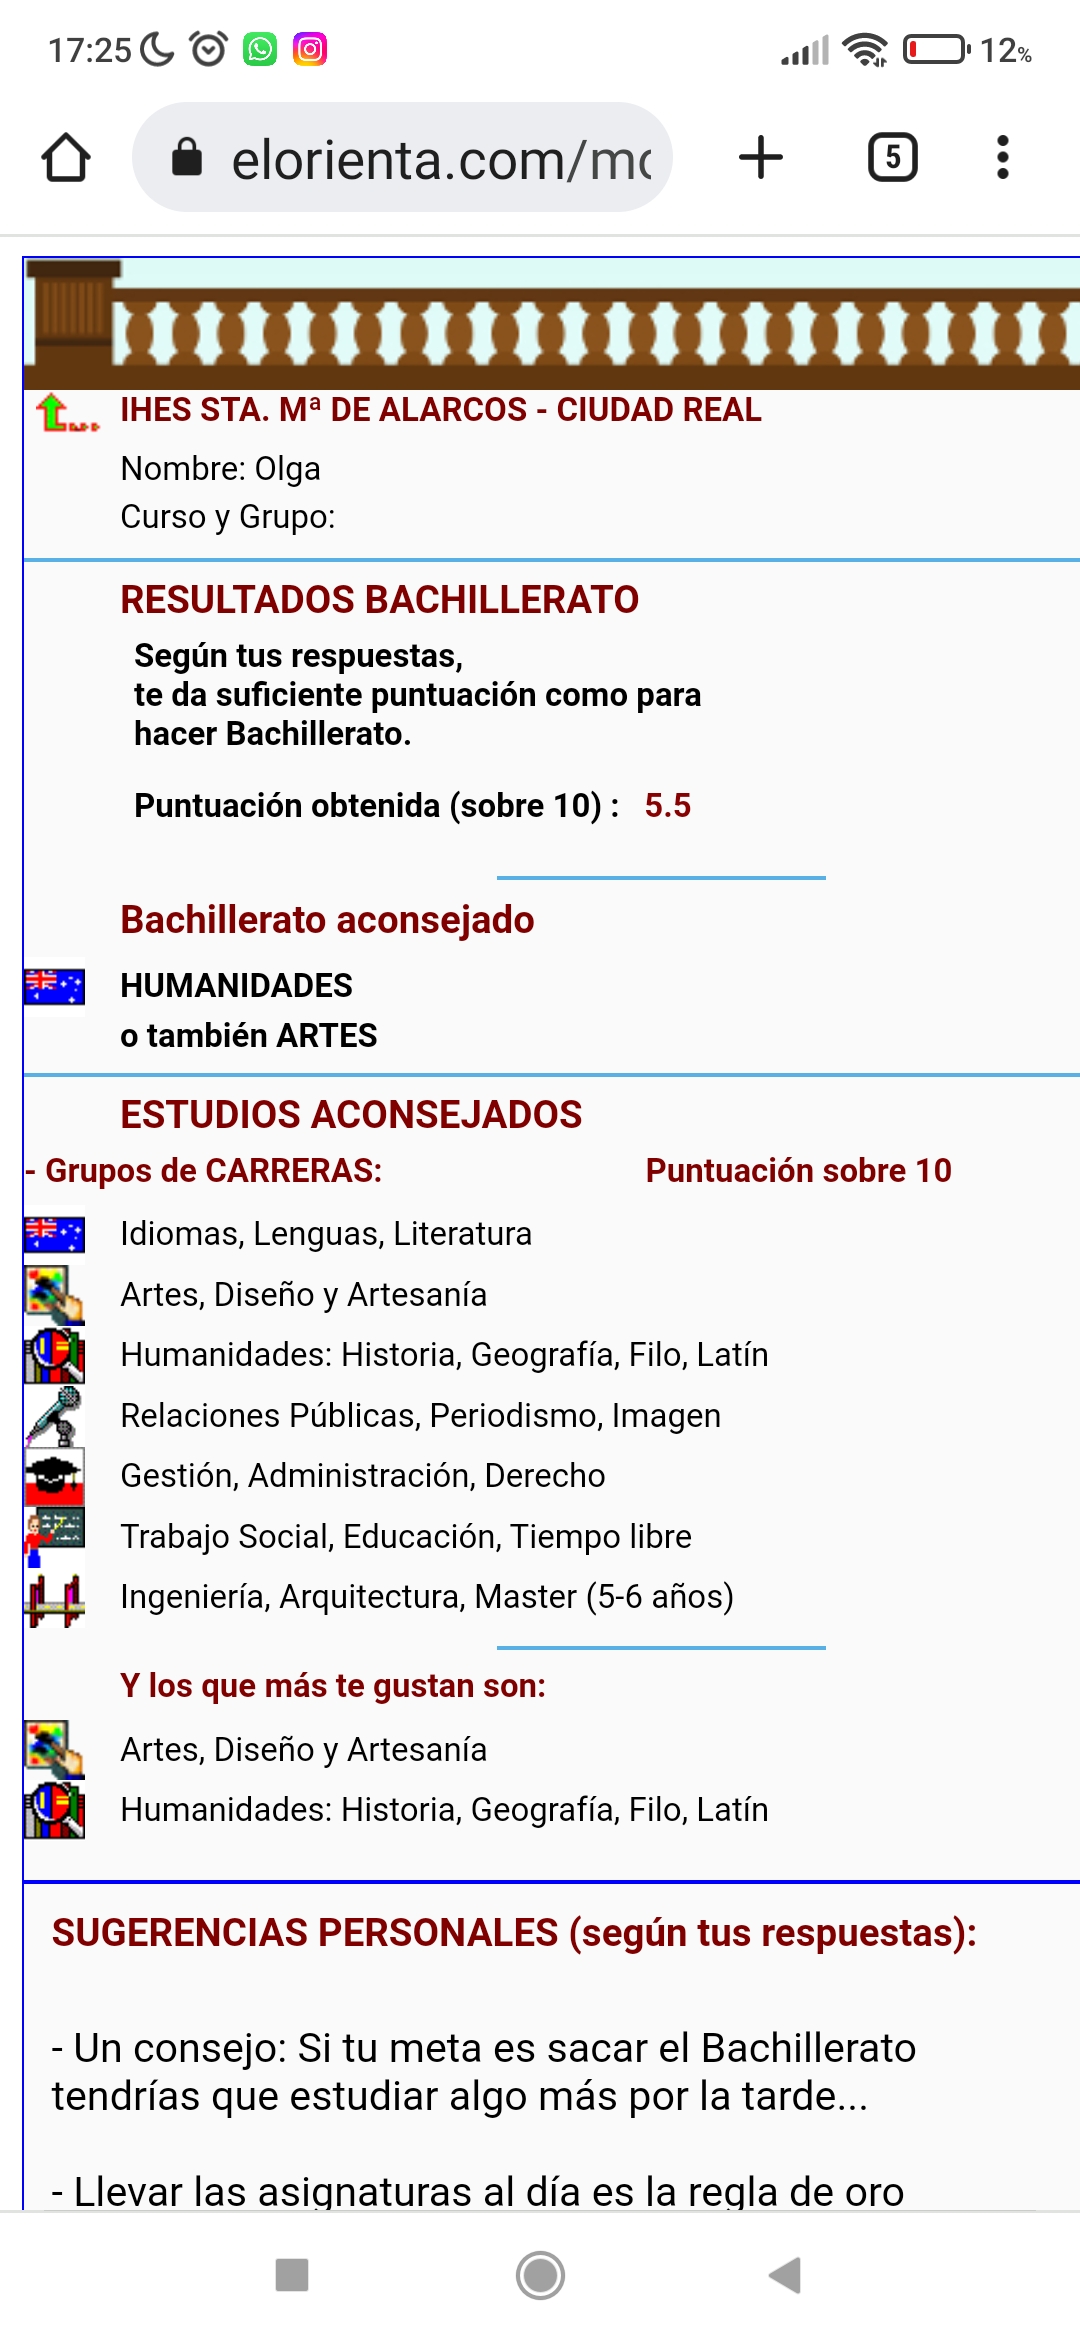 17:25
12%
elorienta.com/mo
5
IHES STA. Mª DE ALARCOS - CIUDAD REAL
Nombre: Olga
Curso y Grupo:
RESULTADOS BACHILLERATO
Según tus respuestas,
te da suficiente puntuación como para
hacer Bachillerato.
Puntuación obtenida (sobre 10) : 5.5
Bachillerato aconsejado
HUMANIDADES
o también ARTES
ESTUDIOS ACONSEJADOS
- Grupos de CARRERAS: Puntuación sobre 10
Idiomas, Lenguas, Literatura
Artes, Diseño y Artesanía
Humanidades: Historia, Geografía, Filo, Latín
Relaciones Públicas, Periodismo, Imagen
Gestión, Administración, Derecho
Trabajo Social, Educación, Tiempo libre
Ingeniería, Arquitectura, Master (5-6 años)
Y los que más te gustan son:
Artes, Diseño y Artesanía
Humanidades: Historia, Geografía, Filo, Latín
SUGERENCIAS PERSONALES (según tus respuestas):
- Un consejo: Si tu meta es sacar el Bachillerato
tendrías que estudiar algo más por la tarde...
- Llevar las asignaturas al día es la regla de oro